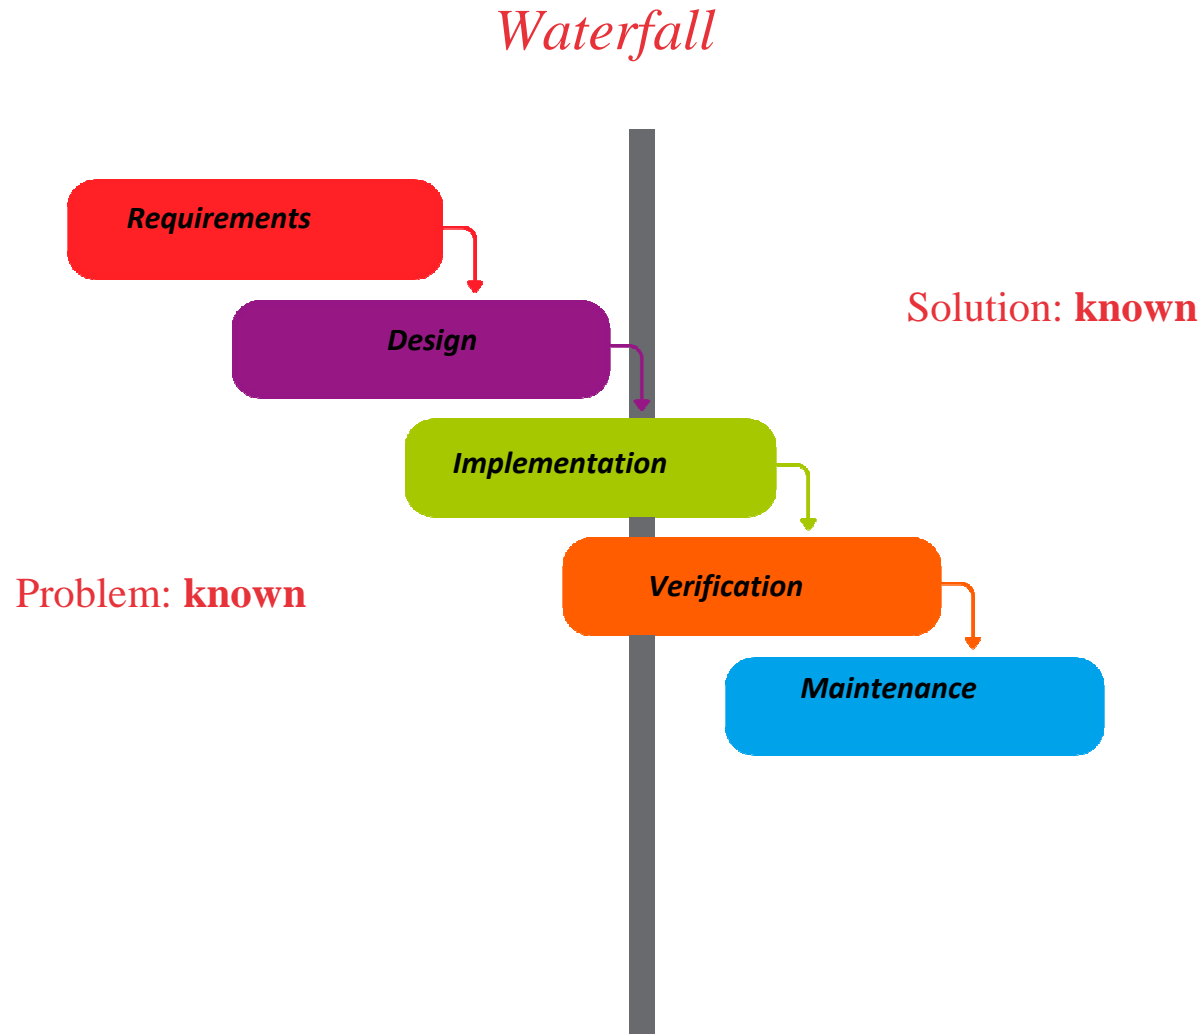 Waterfall
Requirements
Design
Solution: known
Implementation
Problem: known
Verification
Maintenance